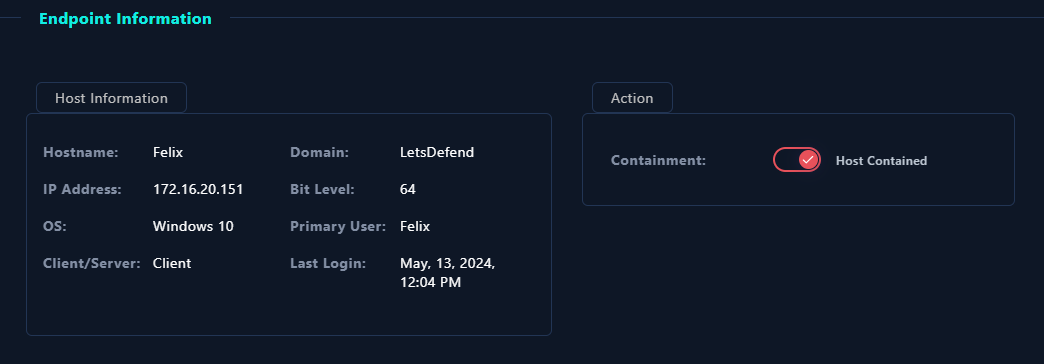 Endpoint Information
Host Information
Hostname: Felix Domain: LetsDefend
IP Address: 172.16.20.151 Bit Level: 64
OS: Windows 10 Primary User: Felix
Client/Server: Client Last Login: May, 13, 2024,
12:04 PM
Action
Containment: Host Contained